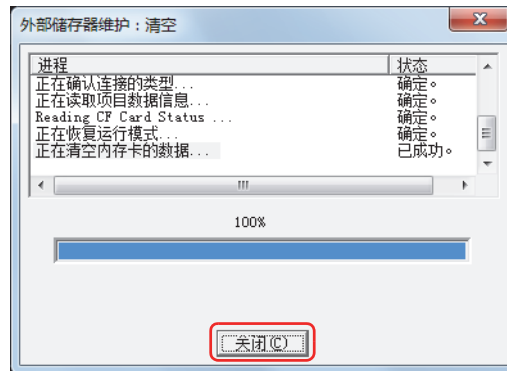 外部储存器维护：清空
进程 状态
正在确认连接的类型... 确定。
正在读取项目数据信息... 确定。
Reading CF Card Status ... 确定。
正在恢复运行模式... 确定。
正在清空内存卡的数据... 已成功。
100%
关闭(C)